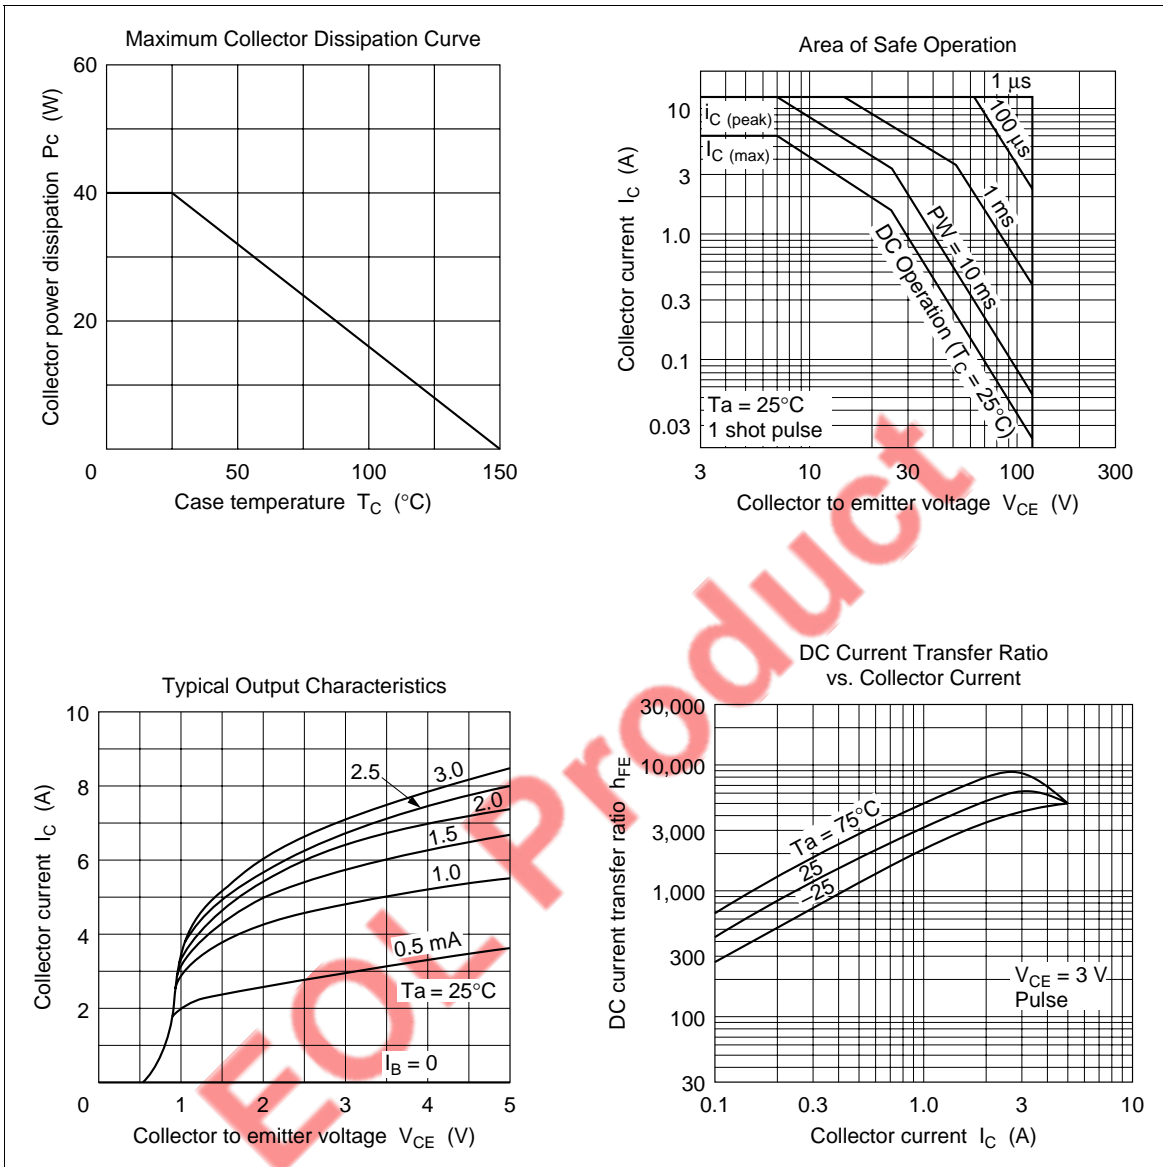 Maximum Collector Dissipation Curve
60
40
20
0
50
100
150
Collector power dissipation Pc (W)
Case temperature TC (°C)
Area of Safe Operation
10
3
1.0
0.3
0.1
0.03
3
10
30
100
300
Collector current IC (A)
Collector to emitter voltage VCE (V)
iC (peak)
IC (max)
1 µs
100 µs
1 ms
PW = 10 ms
DC Operation (TC = 25°C)
Ta = 25°C
1 shot pulse
Typical Output Characteristics
10
8
6
4
2
0
1
2
3
4
5
Collector current IC (A)
Collector to emitter voltage VCE (V)
2.5
3.0
2.0
1.5
1.0
0.5 mA
Ta = 25°C
IB = 0
DC Current Transfer Ratio
vs. Collector Current
30,000
10,000
3,000
1,000
300
100
30
0.1
0.3
1.0
3
10
DC current transfer ratio hFE
Collector current IC (A)
Ta = 75°C
25
–25
VCE = 3 V
Pulse
EOL Product